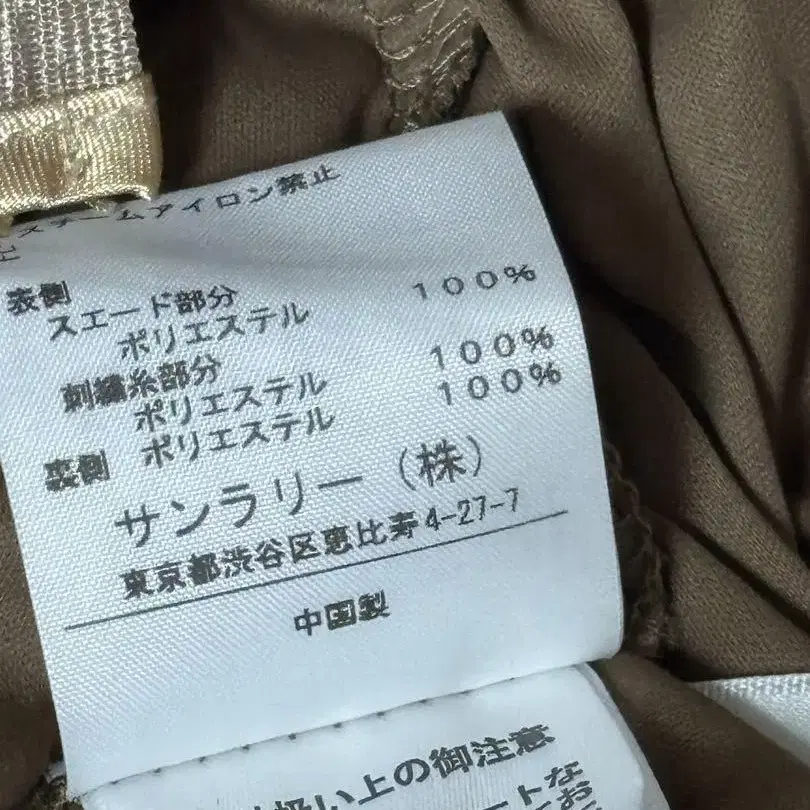 スチームアイロン禁止
表側
スエード部分
ポリエステル 100%
刺繍糸部分
ポリエステル 100%
裏側 ポリエステル 100%
サンラリー(株)
東京都渋谷区恵比寿4-27-7
中国製
扱い上の御注意